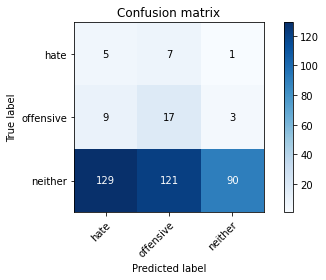 Confusion matrix
hate 5 7 1
offensive 9 17 3
neither 129 121 90
hate offensive neither
True label
Predicted label
120
100
80
60
40
20